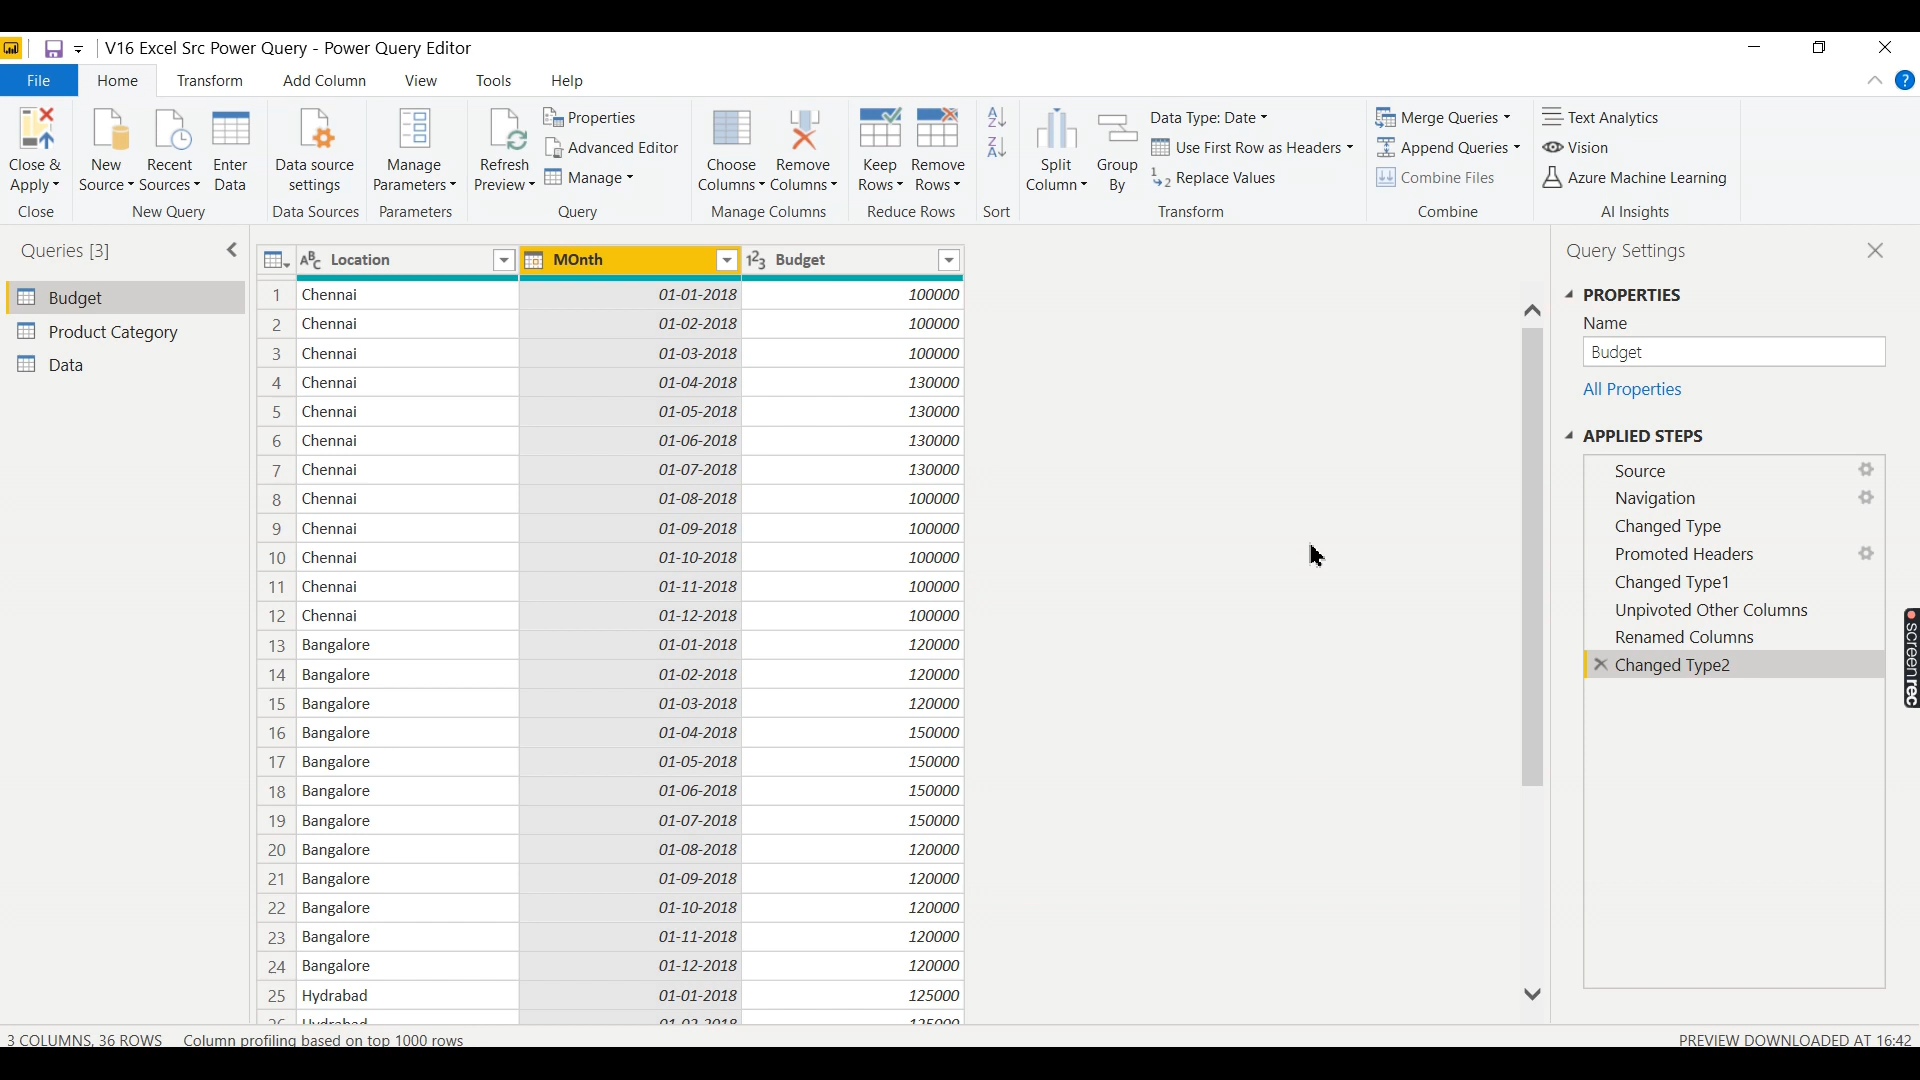 V16 Excel Src Power Query - Power Query Editor
File Home Transform Add Column View Tools Help
?
Close & Apply
New Source
Recent Sources
Enter Data
Data source settings
Manage Parameters
Refresh Preview
Properties
Advanced Editor
Manage
Choose Columns
Remove Columns
Keep Rows
Remove Rows
A Z
Z A
Split Column
Group By
Data Type: Date
Use First Row as Headers
1 2 Replace Values
Merge Queries
Append Queries
Combine Files
Text Analytics
Vision
Azure Machine Learning
Close New Query Data Sources Parameters Query Manage Columns Reduce Rows Sort Transform Combine AI Insights
Queries [3]
Budget
Product Category
Data
ABC Location MOnth 123 Budget
1 Chennai 01-01-2018 100000
2 Chennai 01-02-2018 100000
3 Chennai 01-03-2018 100000
4 Chennai 01-04-2018 130000
5 Chennai 01-05-2018 130000
6 Chennai 01-06-2018 130000
7 Chennai 01-07-2018 130000
8 Chennai 01-08-2018 100000
9 Chennai 01-09-2018 100000
10 Chennai 01-10-2018 100000
11 Chennai 01-11-2018 100000
12 Chennai 01-12-2018 100000
13 Bangalore 01-01-2018 120000
14 Bangalore 01-02-2018 120000
15 Bangalore 01-03-2018 120000
16 Bangalore 01-04-2018 150000
17 Bangalore 01-05-2018 150000
18 Bangalore 01-06-2018 150000
19 Bangalore 01-07-2018 150000
20 Bangalore 01-08-2018 120000
21 Bangalore 01-09-2018 120000
22 Bangalore 01-10-2018 120000
23 Bangalore 01-11-2018 120000
24 Bangalore 01-12-2018 120000
25 Hydrabad 01-01-2018 125000
26 Hydrabad 01-02-2018 125000
Query Settings
PROPERTIES
Name
Budget
All Properties
APPLIED STEPS
Source
Navigation
Changed Type
Promoted Headers
Changed Type1
Unpivoted Other Columns
Renamed Columns
Changed Type2
screenrec
3 COLUMNS, 36 ROWS Column profiling based on top 1000 rows
PREVIEW DOWNLOADED AT 16:42